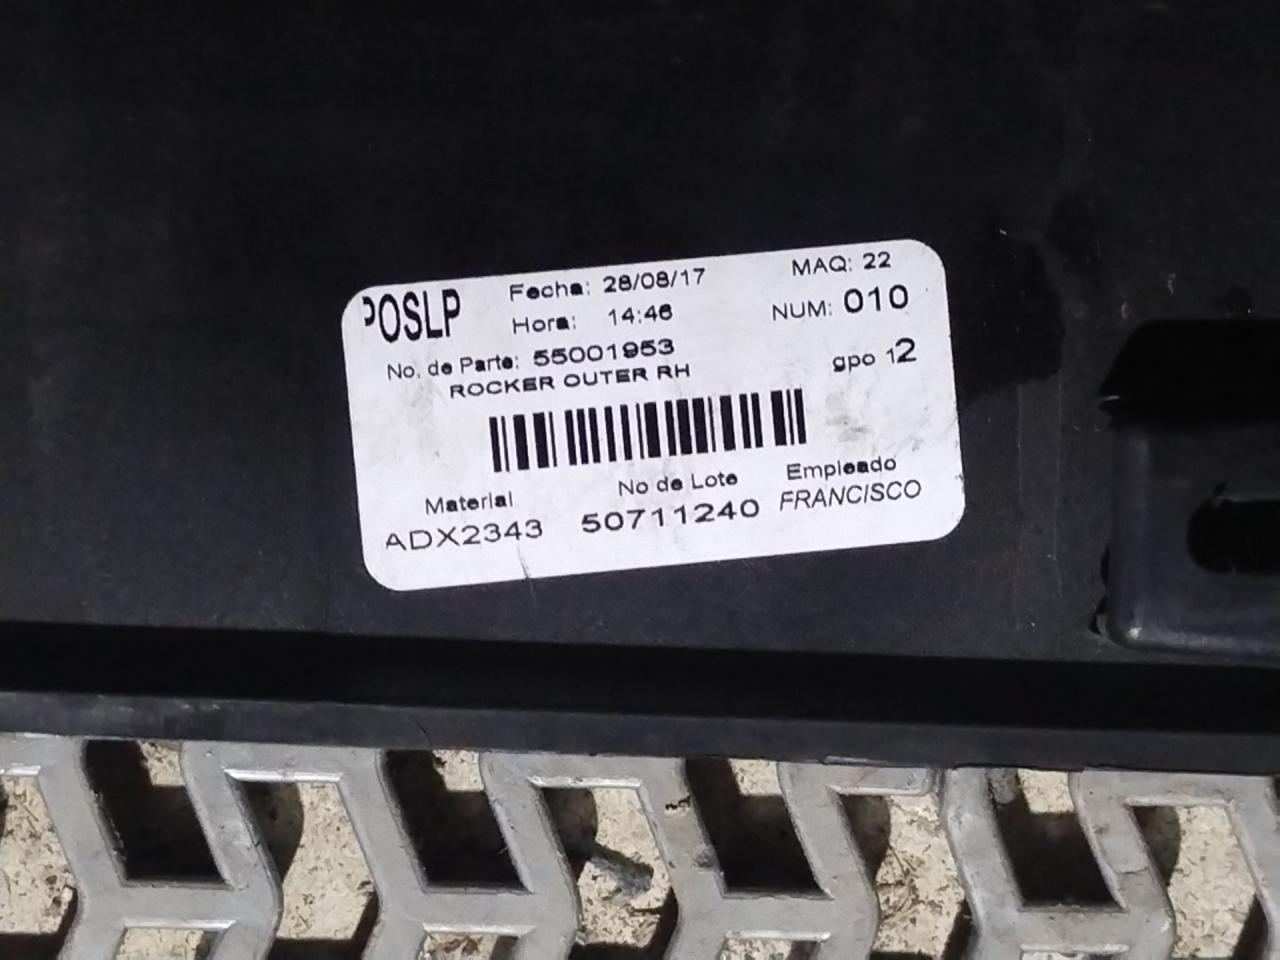 POSLP
Fecha: 28/08/17
MAQ: 22
Hora: 14:46
NUM: 010
No. de Parte: 55001953
ROCKER OUTER RH
gpo 12
Material
No de Lote
Empleado
ADX2343
50711240
FRANCISCO